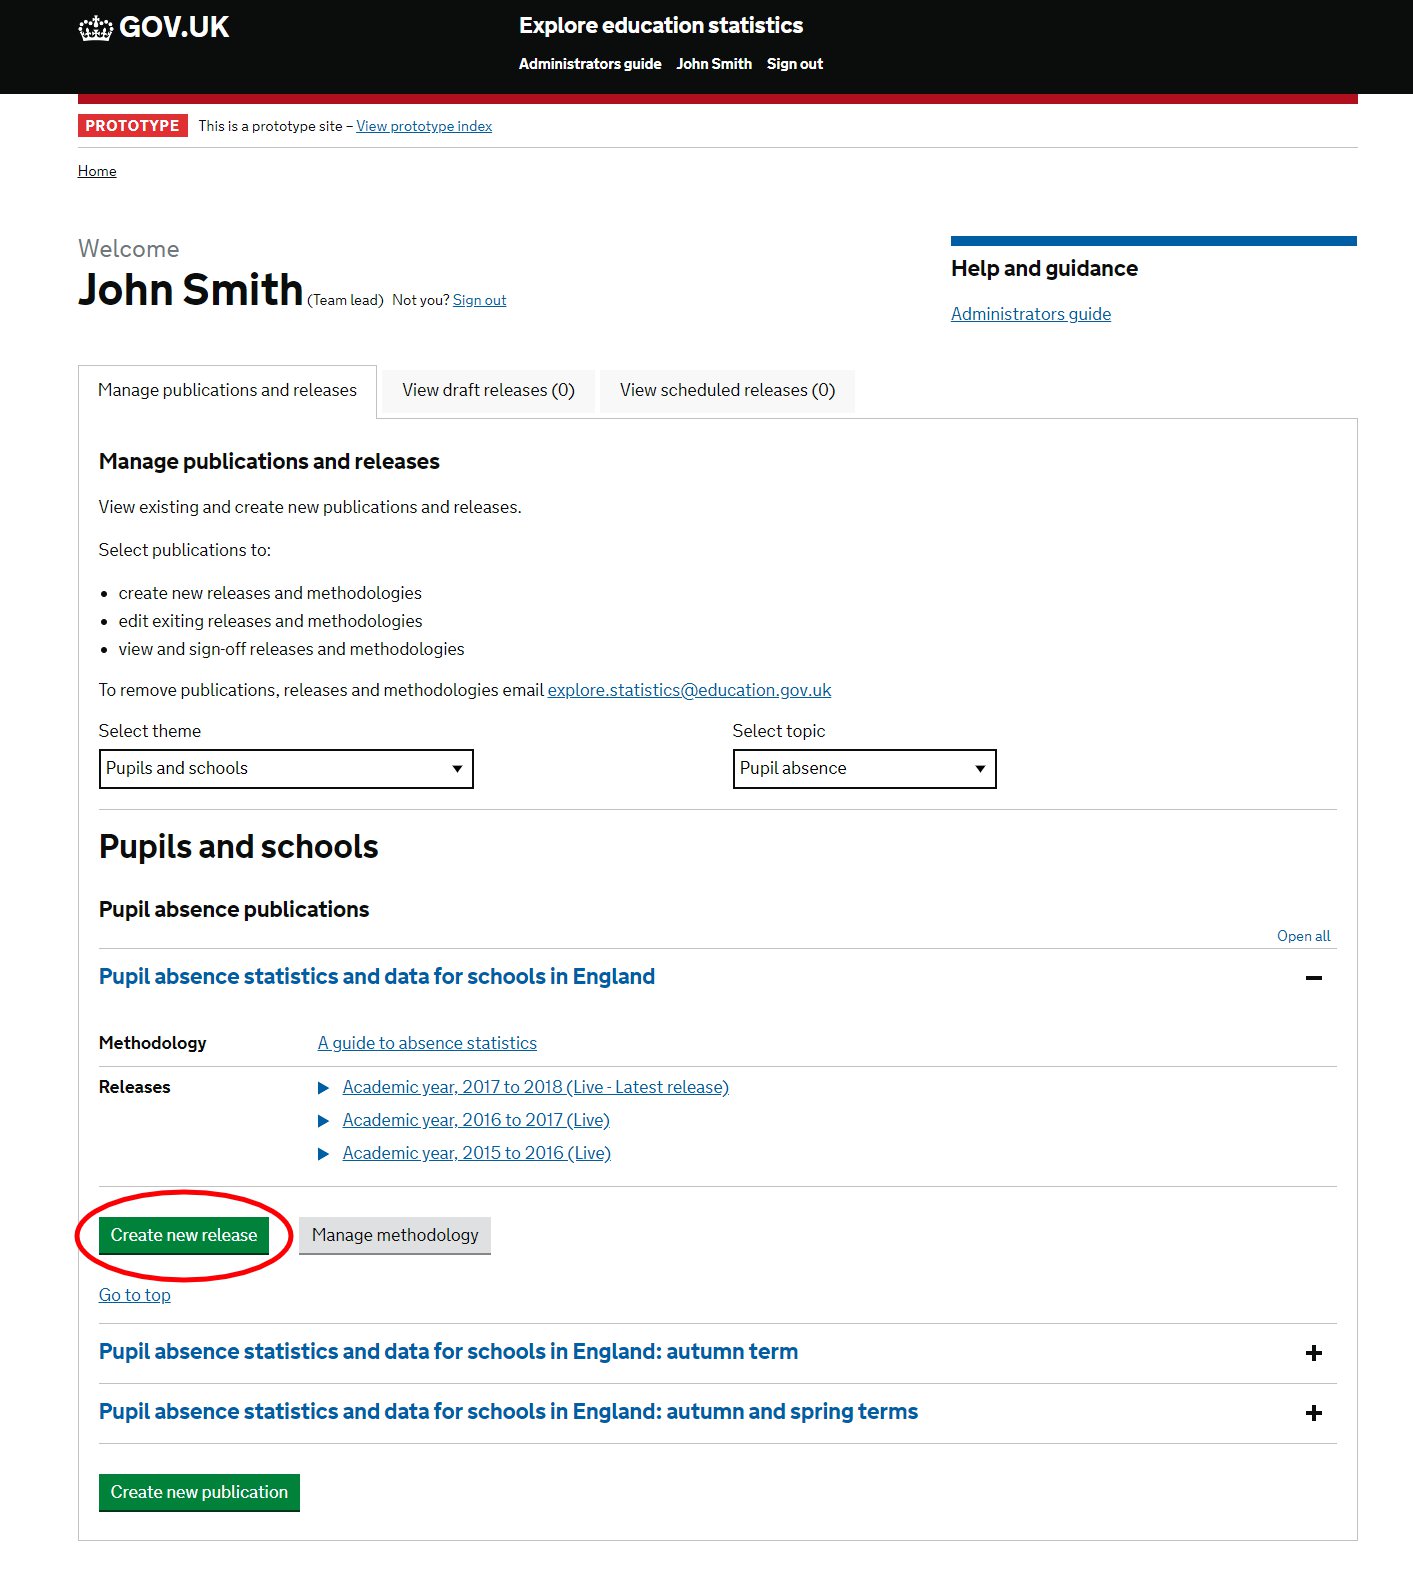 GOV.UK
Explore education statistics
Administrators guide John Smith Sign out
PROTOTYPE This is a prototype site – View prototype index
Home
Welcome
John Smith (Team lead) Not you? Sign out
Help and guidance
Administrators guide
Manage publications and releases View draft releases (0) View scheduled releases (0)
Manage publications and releases
View existing and create new publications and releases.
Select publications to:
• create new releases and methodologies
• edit exiting releases and methodologies
• view and sign-off releases and methodologies
To remove publications, releases and methodologies email explore.statistics@education.gov.uk
Select theme Select topic
Pupils and schools Pupil absence
Pupils and schools
Pupil absence publications
Open all
Pupil absence statistics and data for schools in England
Methodology A guide to absence statistics
Releases Academic year, 2017 to 2018 (Live - Latest release)
Academic year, 2016 to 2017 (Live)
Academic year, 2015 to 2016 (Live)
Create new release Manage methodology
Go to top
Pupil absence statistics and data for schools in England: autumn term
Pupil absence statistics and data for schools in England: autumn and spring terms
Create new publication